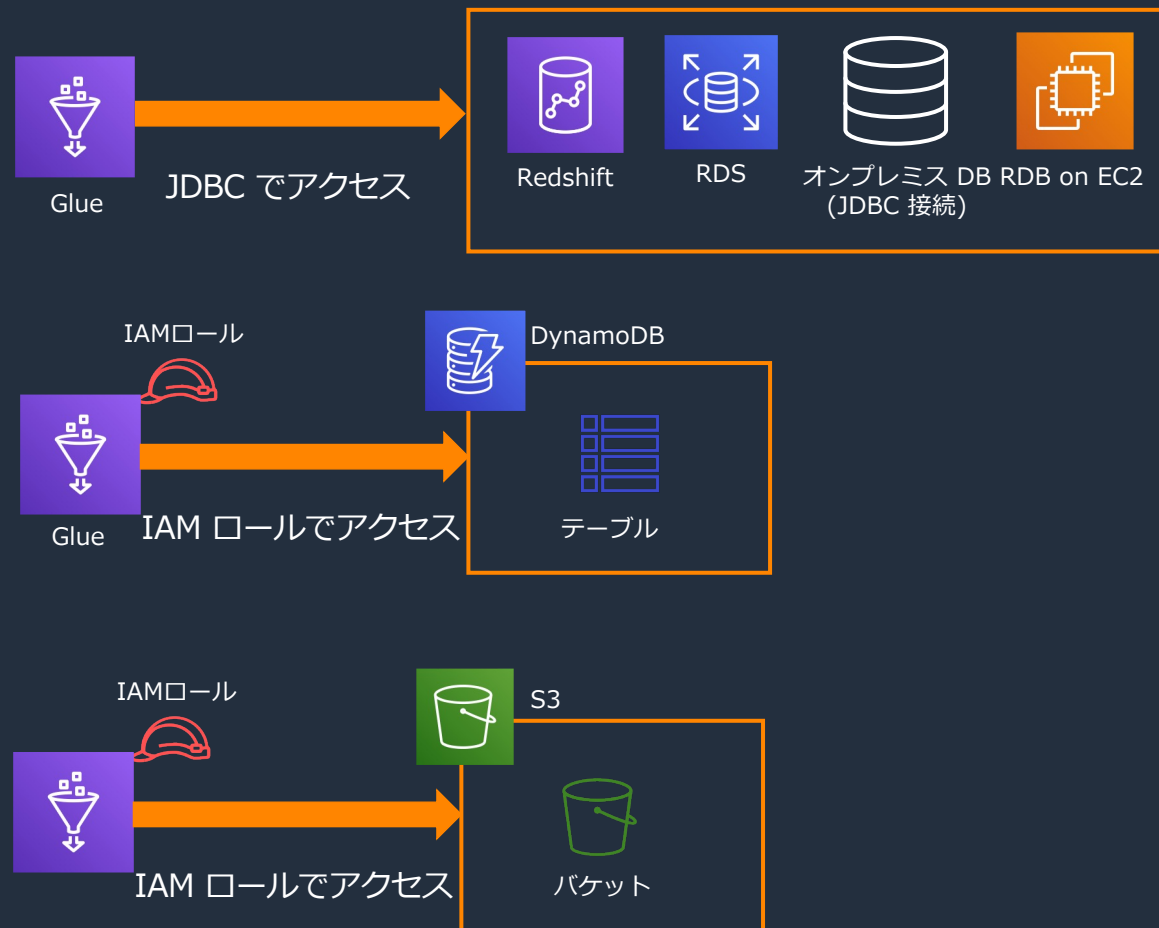 Glue
JDBC でアクセス
Redshift
RDS
オンプレミス DB
(JDBC 接続)
RDB on EC2
IAMロール
Glue
IAM ロールでアクセス
DynamoDB
テーブル
IAMロール
IAM ロールでアクセス
S3
バケット